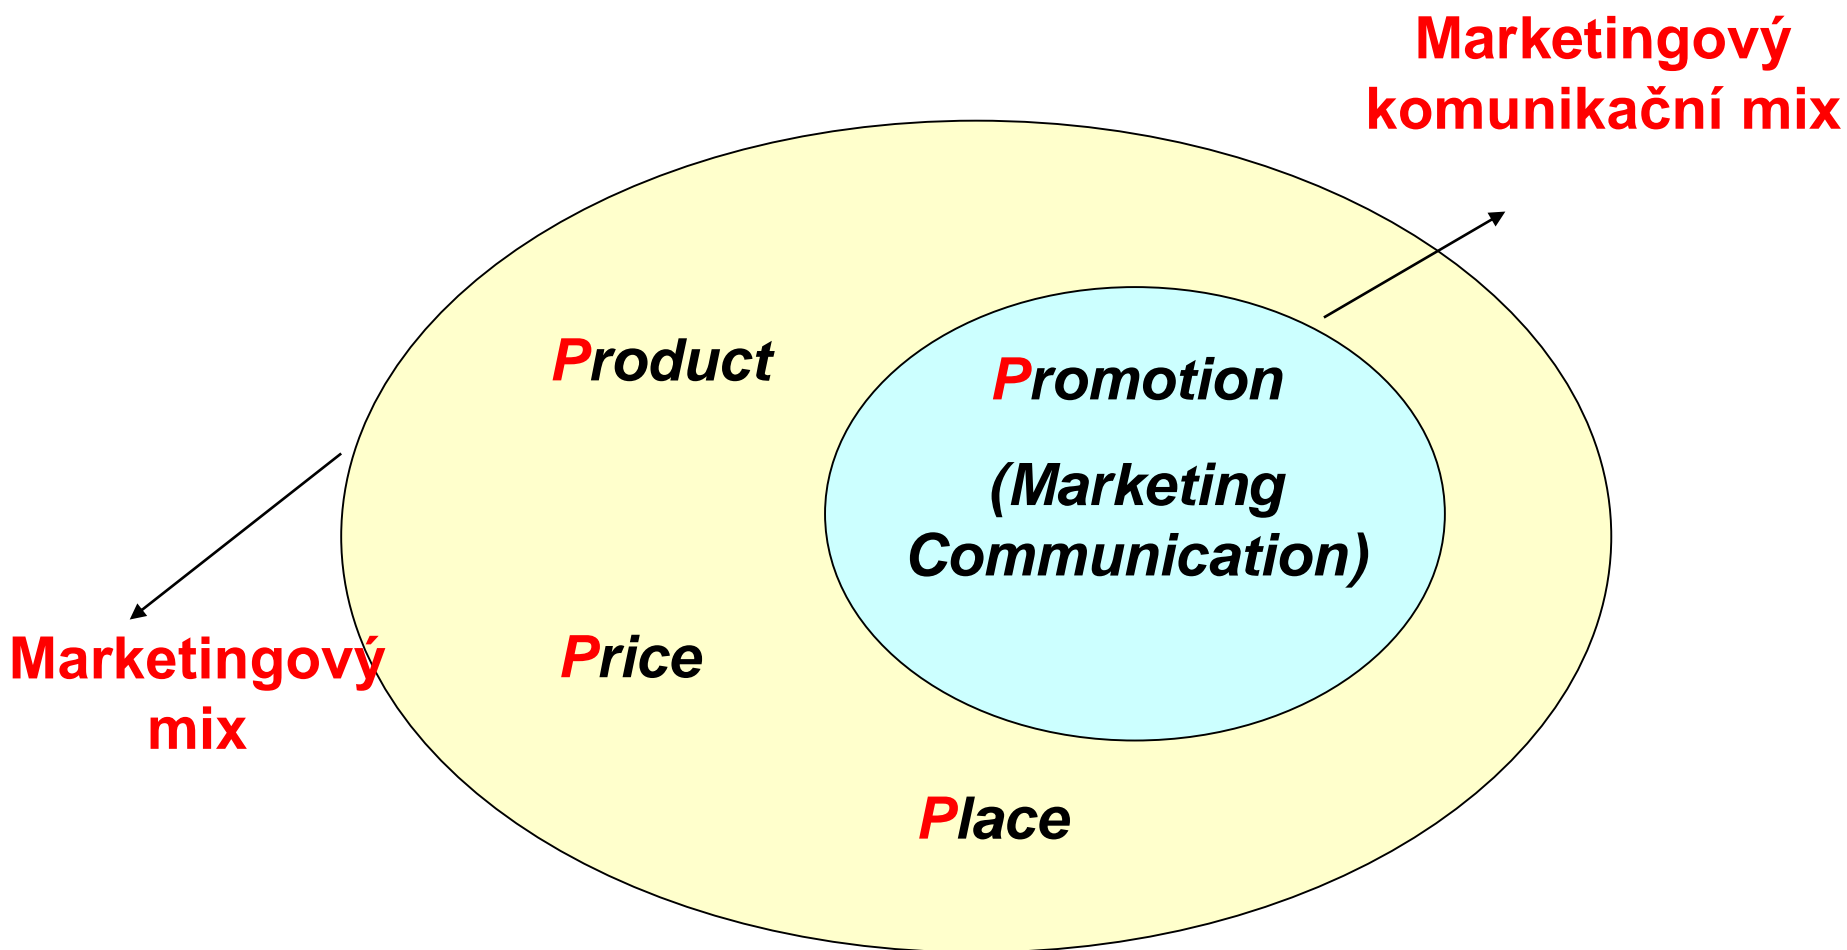 Marketingový
komunikační mix
Product
Promotion
(Marketing
Communication)
Marketingový
mix
Price
Place